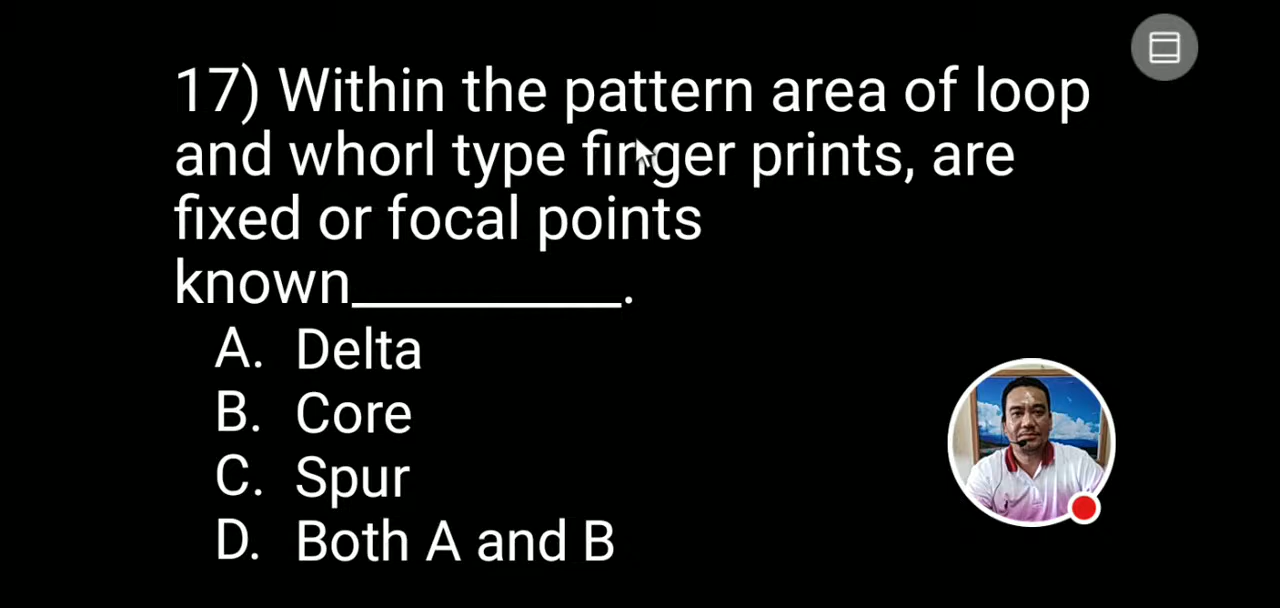 17) Within the pattern area of loop
and whorl type finger prints, are
fixed or focal points
known__________.
A. Delta
B. Core
C. Spur
D. Both A and B